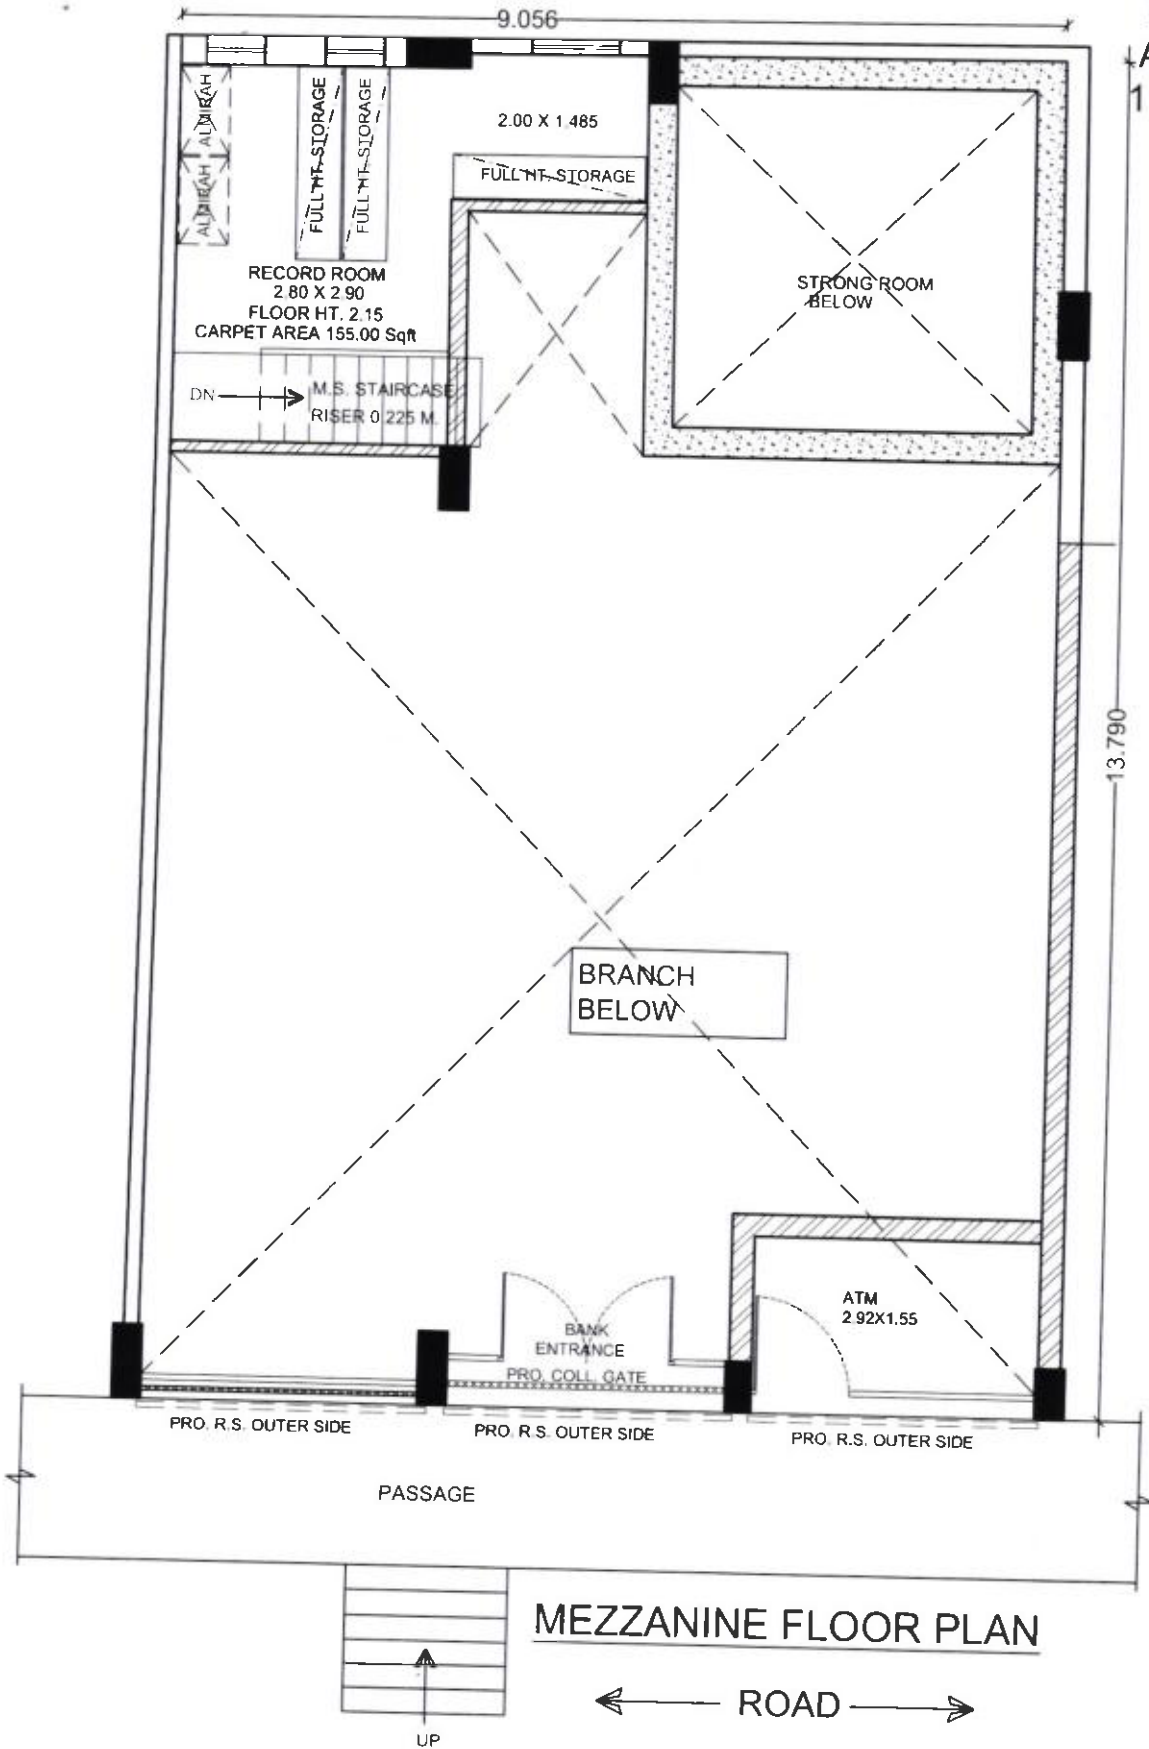 9.056
A
1
ALMIRAH
ALMIRAH
FULL HT. STORAGE
FULL HT. STORAGE
2.00 X 1.485
FULL HT. STORAGE
RECORD ROOM
2.80 X 2.90
FLOOR HT. 2.15
CARPET AREA 155.00 Sqft
STRONG ROOM
BELOW
DN
M.S. STAIRCASE
RISER 0.225 M.
13.790
BRANCH
BELOW
ATM
2.92X1.55
BANK
ENTRANCE
PRO. COLL. GATE
PRO. R.S. OUTER SIDE
PRO. R.S. OUTER SIDE
PRO. R.S. OUTER SIDE
PASSAGE
MEZZANINE FLOOR PLAN
ROAD
UP